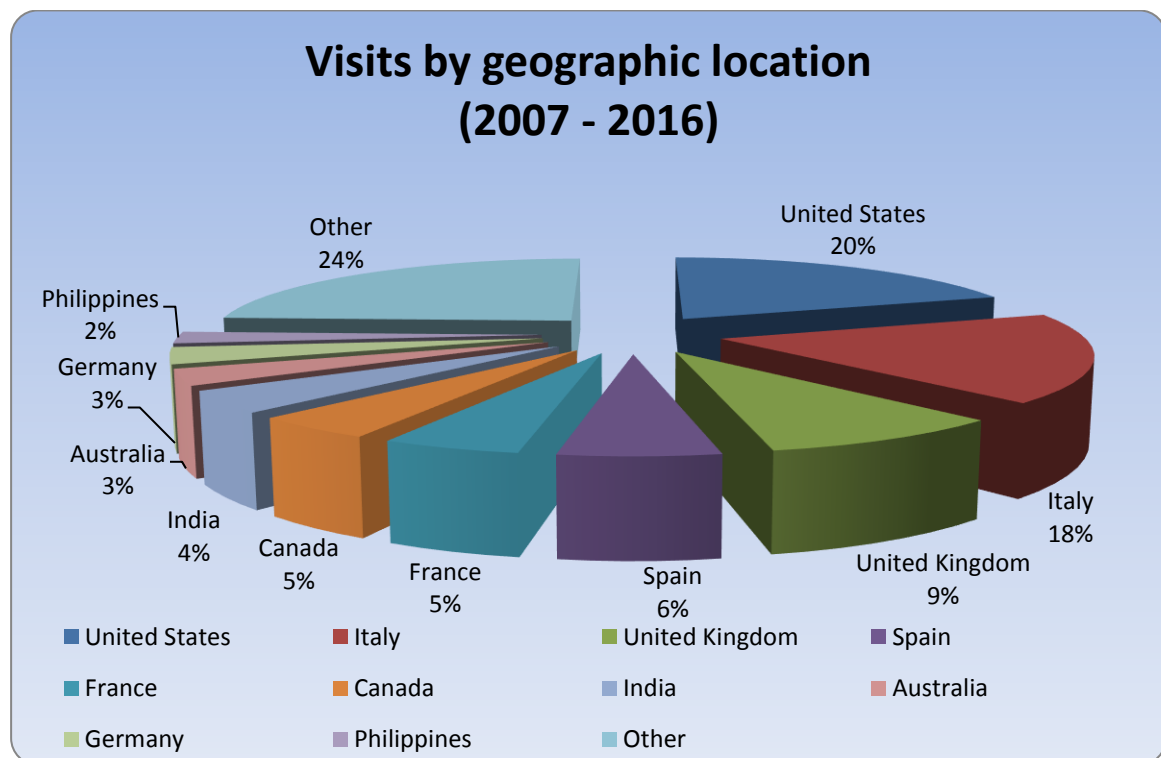 Visits by geographic location
(2007 - 2016)
Other
24%
United States
20%
Philippines
2%
Germany
3%
Australia
3%
India
4%
Canada
5%
France
5%
Spain
6%
United Kingdom
9%
Italy
18%
United States Italy United Kingdom Spain
France Canada India Australia
Germany Philippines Other